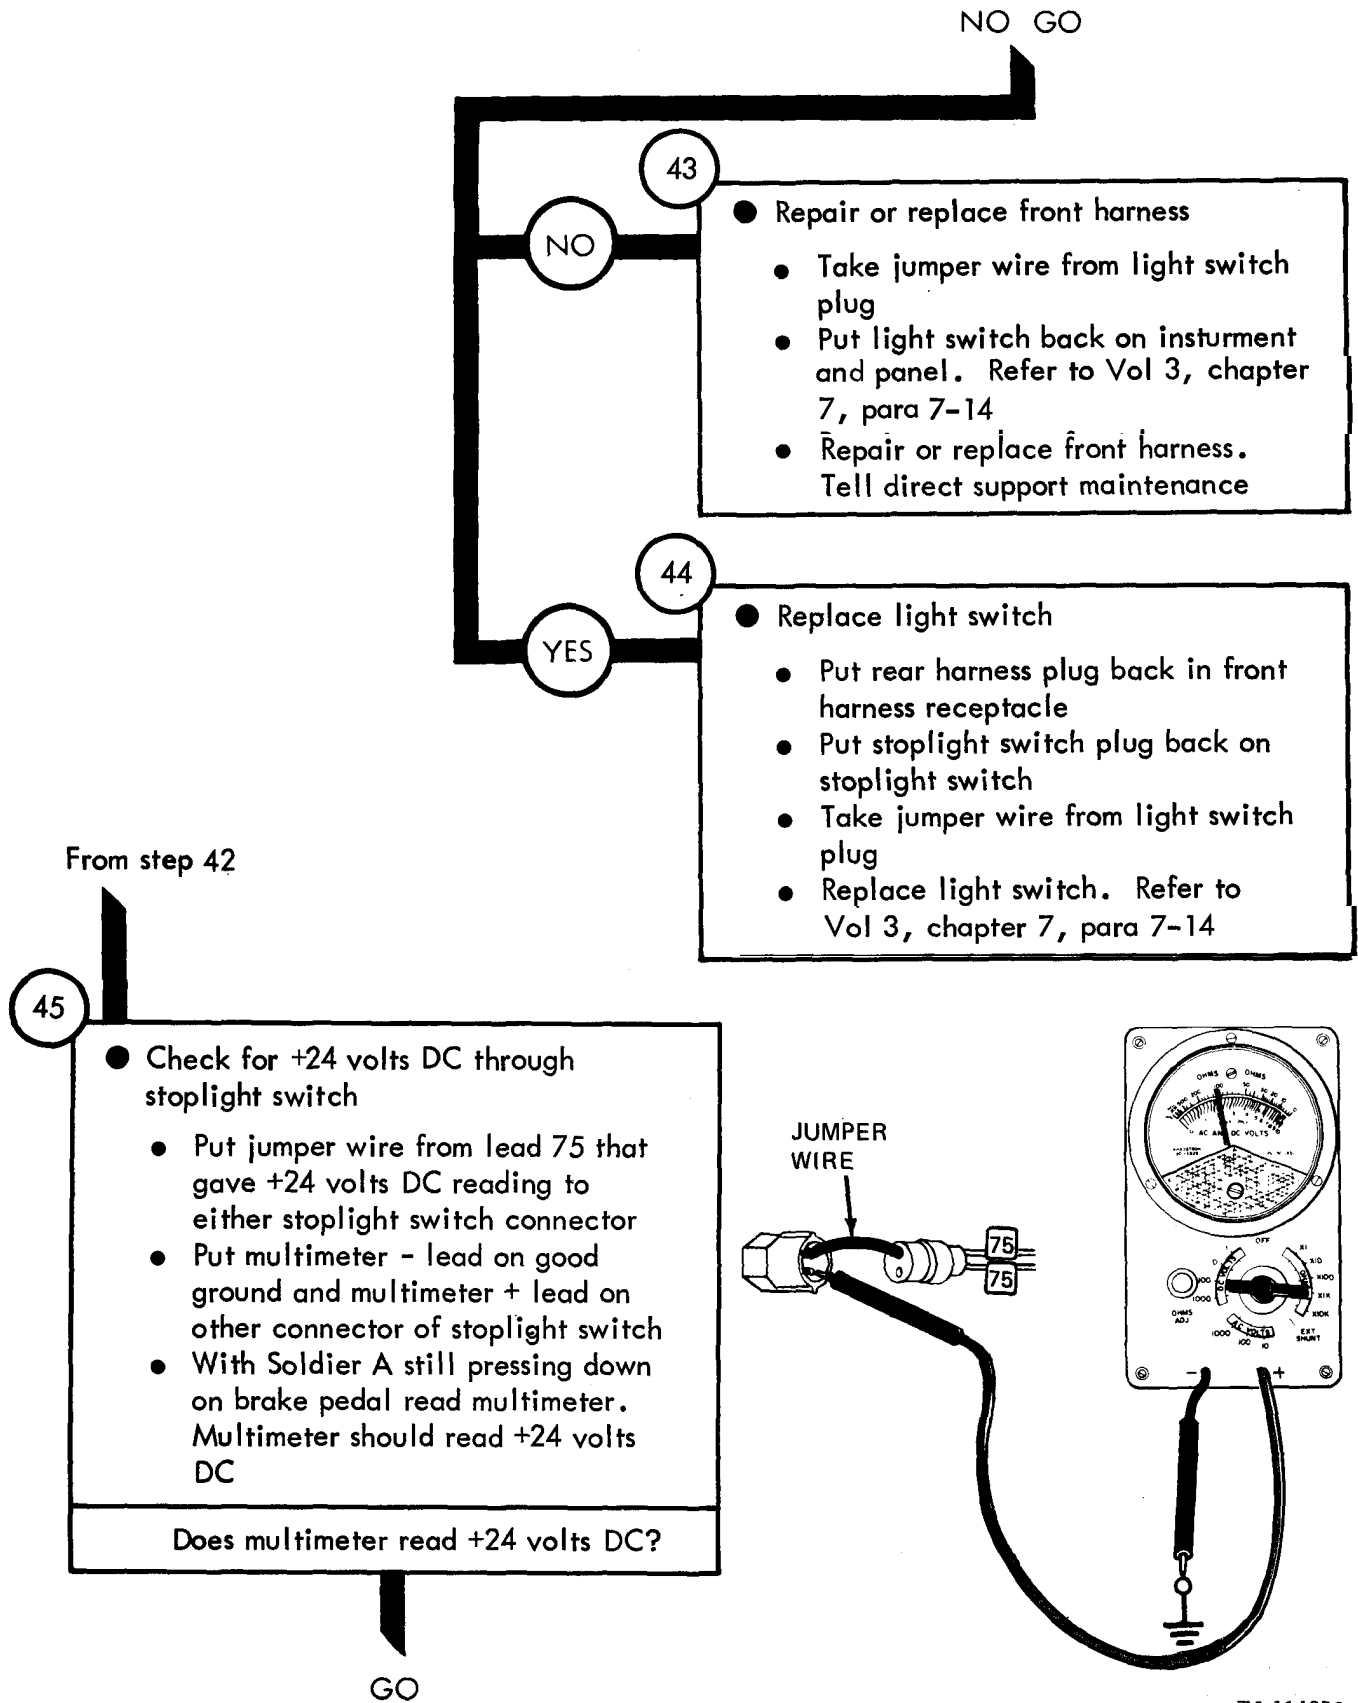 NO GO
43
NO
● Repair or replace front harness
● Take jumper wire from light switch
plug
● Put light switch back on insturment
and panel. Refer to Vol 3, chapter
7, para 7-14
● Repair or replace front harness.
Tell direct support maintenance
44
YES
● Replace light switch
● Put rear harness plug back in front
harness receptacle
● Put stoplight switch plug back on
stoplight switch
● Take jumper wire from light switch
plug
● Replace light switch. Refer to
Vol 3, chapter 7, para 7-14
From step 42
45
● Check for +24 volts DC through
stoplight switch
● Put jumper wire from lead 75 that
gave +24 volts DC reading to
either stoplight switch connector
● Put multimeter - lead on good
ground and multimeter + lead on
other connector of stoplight switch
● With Soldier A still pressing down
on brake pedal read multimeter.
Multimeter should read +24 volts
DC
Does multimeter read +24 volts DC?
GO
JUMPER
WIRE
75
75
OHMS OHMS
AC AND DC VOLTS
OFF
X1
X10
X100
X1K
X10K
DC VOLTS
100
1000
OHMS
ADJ
AC VOLTS
1000
100
10
EXT
SHUNT
- +